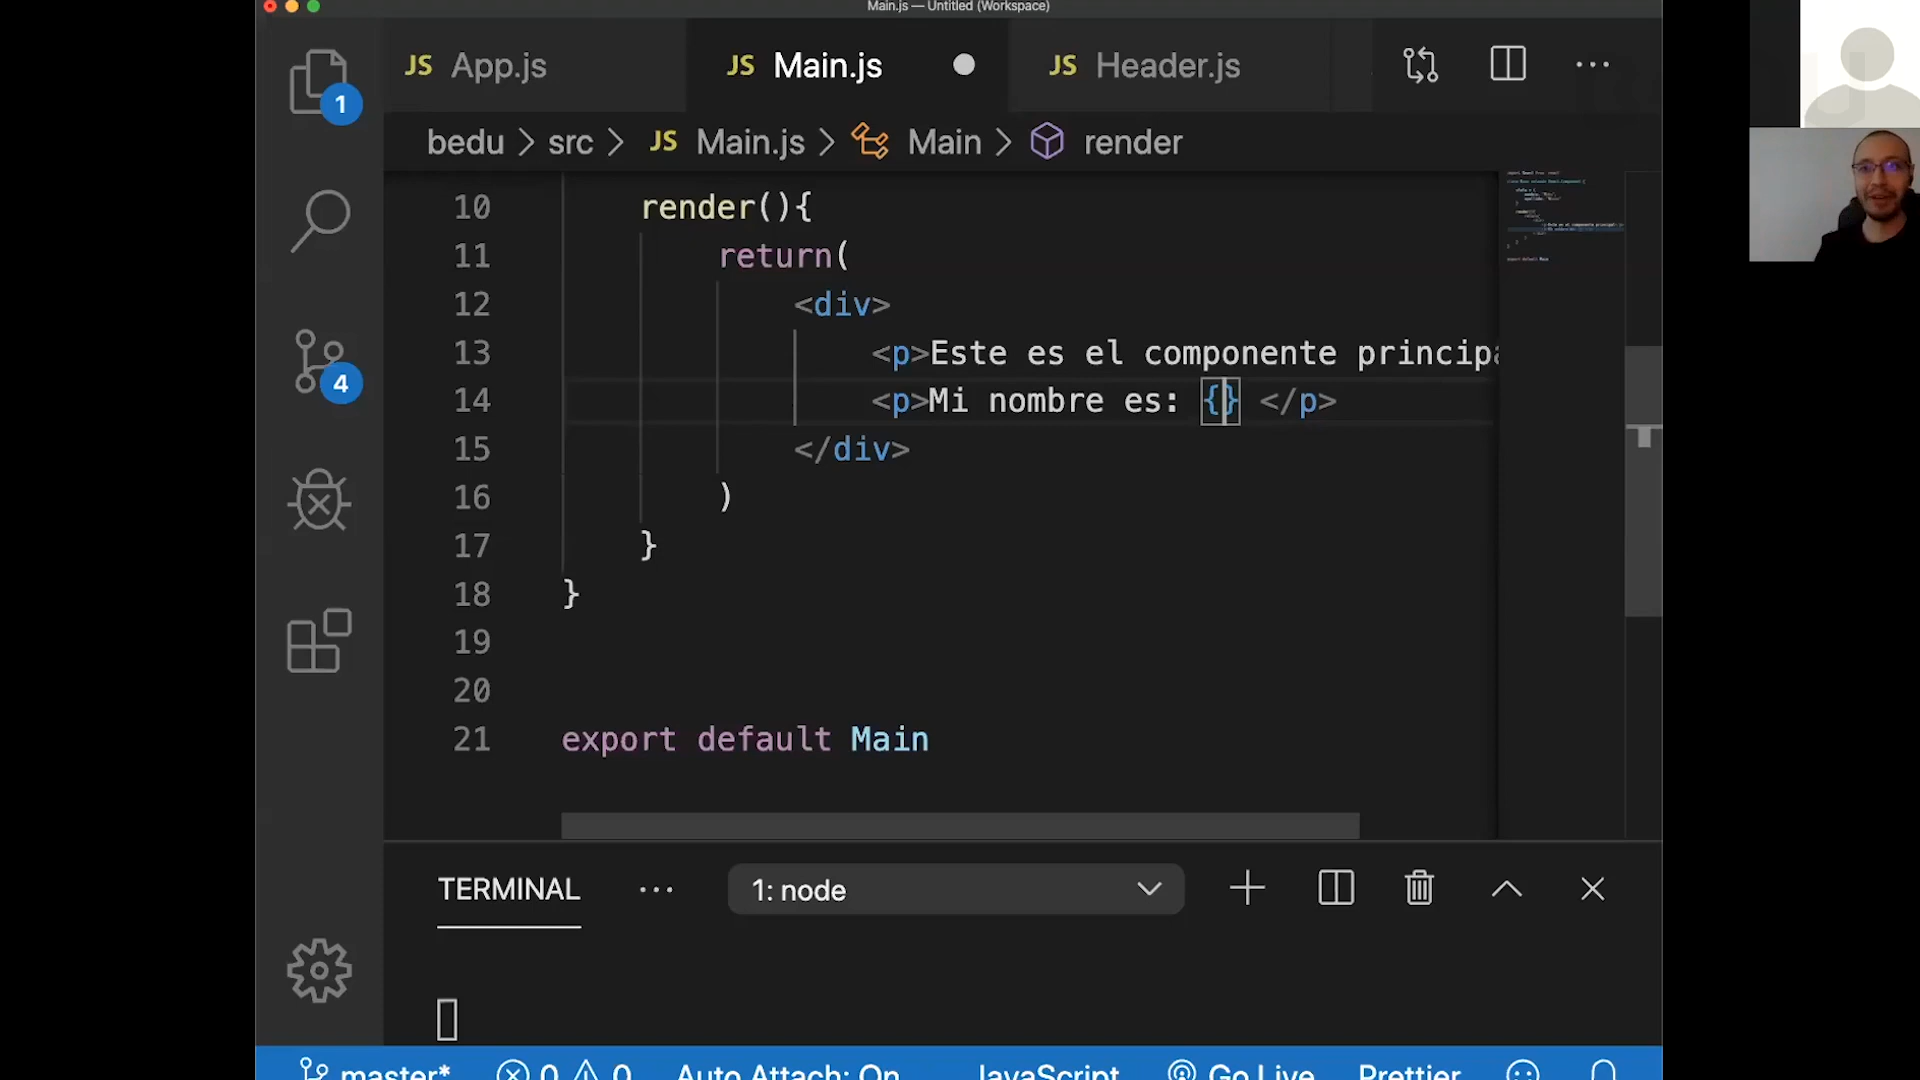 Main.js — Untitled (Workspace)
JS App.js
JS Main.js
JS Header.js
1
bedu > src > JS Main.js > Main > render
10 render(){
11 return(
12 <div>
13 <p>Este es el componente principa
14 <p>Mi nombre es: {} </p>
15 </div>
16 )
17 }
18 }
19
20
21 export default Main
4
TERMINAL ··· 1: node
master* 0 0 Auto Attach: On JavaScript Go Live Prettier